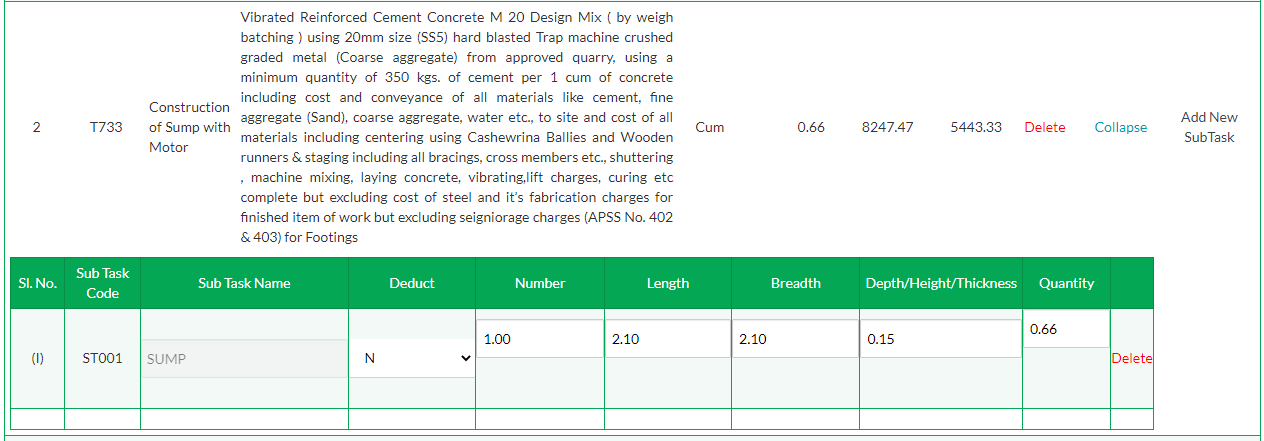 Vibrated Reinforced Cement Concrete M 20 Design Mix ( by weigh
batching ) using 20mm size (SS5) hard blasted Trap machine crushed
graded metal (Coarse aggregate) from approved quarry, using a
minimum quantity of 350 kgs. of cement per 1 cum of concrete
including cost and conveyance of all materials like cement, fine
aggregate (Sand), coarse aggregate, water etc., to site and cost of all
materials including centering using Cashewrina Ballies and Wooden
runners & staging including all bracings, cross members etc., shuttering
, machine mixing, laying concrete, vibrating,lift charges, curing etc
complete but excluding cost of steel and it's fabrication charges for
finished item of work but excluding seigniorage charges (APSS No. 402
& 403) for Footings
2 T733
Construction
of Sump with
Motor
Cum 0.66 8247.47 5443.33 Delete Collapse
Add New
SubTask
Sl. No.
Sub Task
Code
Sub Task Name Deduct Number Length Breadth Depth/Height/Thickness Quantity
(I) ST001 SUMP N 1.00 2.10 2.10 0.15 0.66 Delete